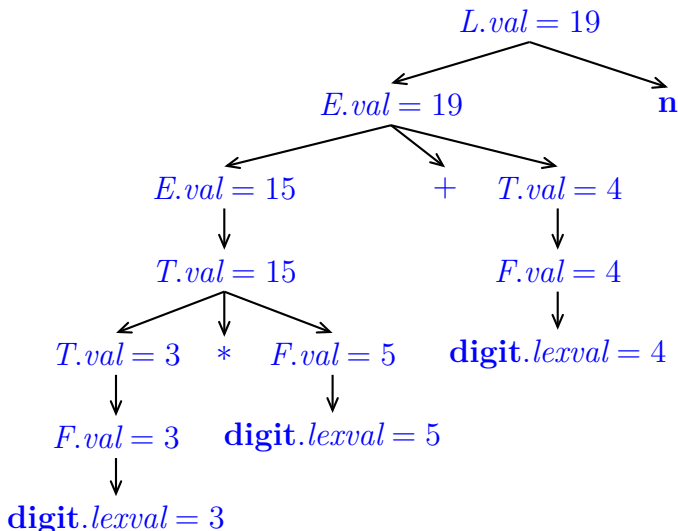 L.val = 19
E.val = 19 n
E.val = 15 + T.val = 4
T.val = 15 F.val = 4
T.val = 3 * F.val = 5 digit.lexval = 4
F.val = 3 digit.lexval = 5
digit.lexval = 3